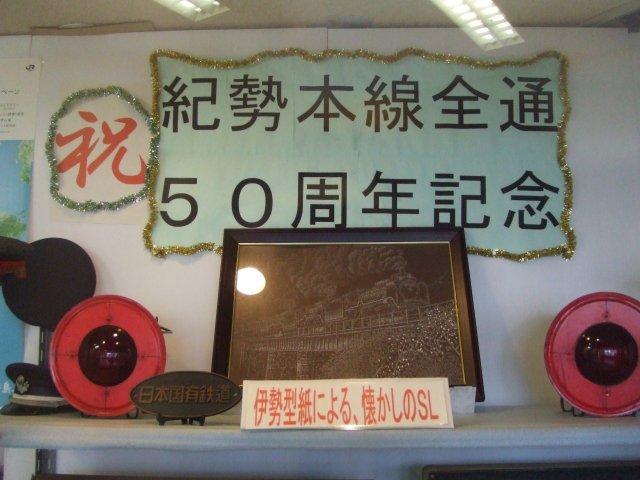 祝
紀勢本線全通
50周年記念
日本国有鉄道
伊勢型紙による、懐かしのSL